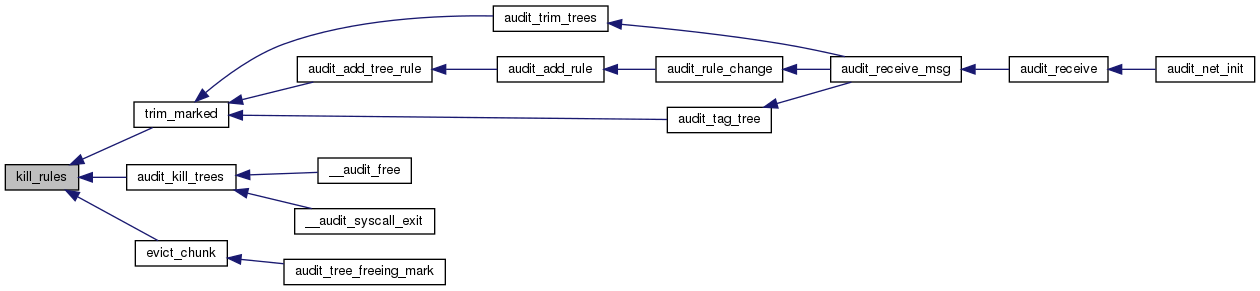 audit_trim_trees
audit_add_tree_rule
audit_add_rule
audit_rule_change
audit_receive_msg
audit_receive
audit_net_init
trim_marked
audit_tag_tree
kill_rules
audit_kill_trees
__audit_free
__audit_syscall_exit
evict_chunk
audit_tree_freeing_mark